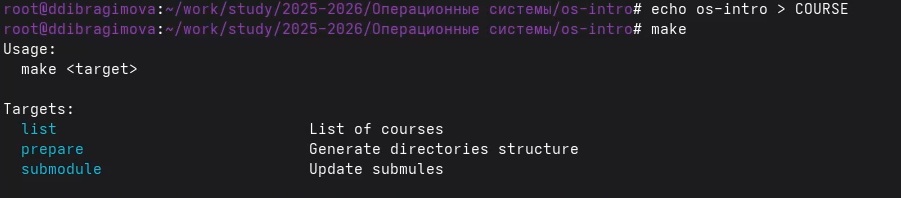 root@ddibragimova:~/work/study/2025-2026/Операционные системы/os-intro# echo os-intro > COURSE
root@ddibragimova:~/work/study/2025-2026/Операционные системы/os-intro# make
Usage:
  make <target>

Targets:
  list                            List of courses
  prepare                         Generate directories structure
  submodule                       Update submules